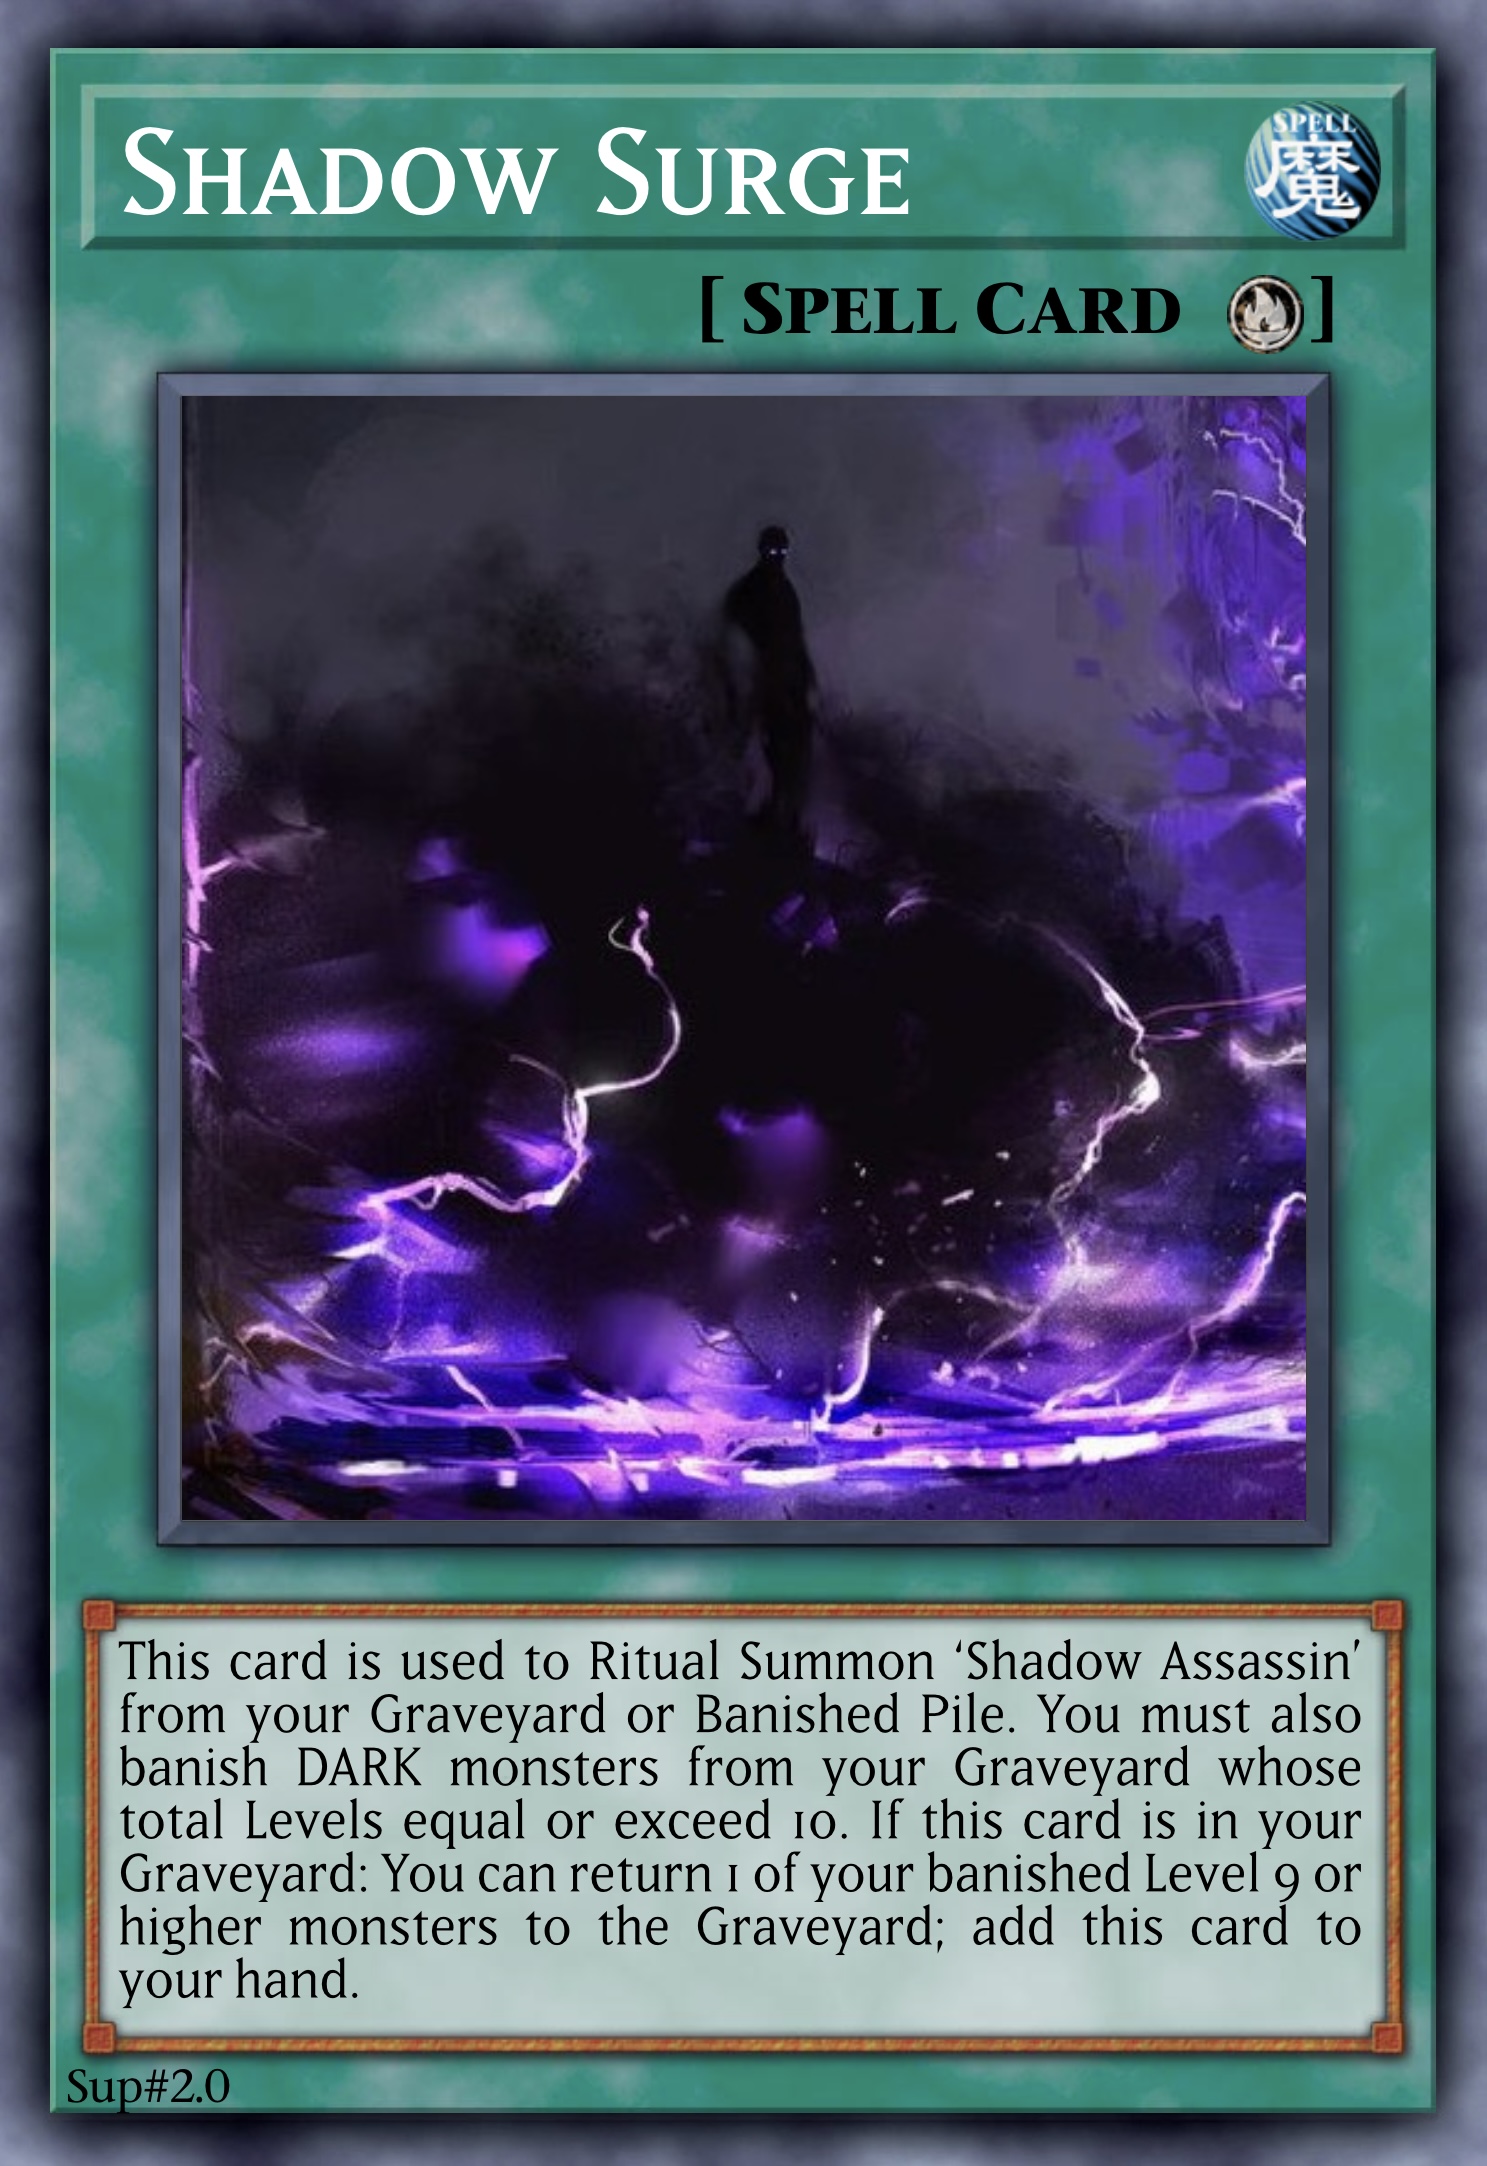 Shadow Surge
SPELL
魔
[ Spell Card ]
This card is used to Ritual Summon ‘Shadow Assassin’
from your Graveyard or Banished Pile. You must also
banish DARK monsters from your Graveyard whose
total Levels equal or exceed 10. If this card is in your
Graveyard: You can return 1 of your banished Level 9 or
higher monsters to the Graveyard; add this card to
your hand.
Sup#2.0